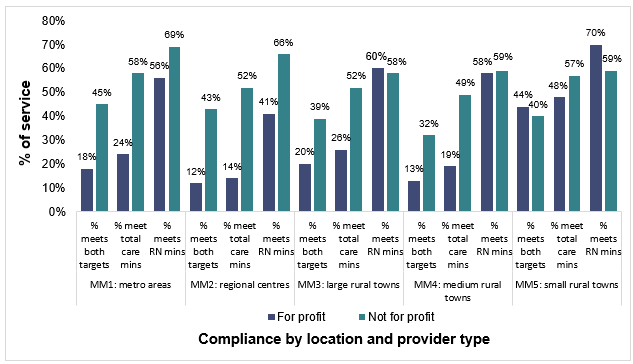 80%
70%
60%
50%
40%
30%
20%
10%
0%
% of service
18% 45% 24% 58% 56% 69% 12% 43% 14% 52% 41% 66% 20% 39% 26% 52% 60% 58% 13% 32% 19% 49% 58% 59% 44% 40% 48% 57% 70% 59%
% meets both targets
% meet total care mins
% meets RN mins
% meets both targets
% meet total care mins
% meets RN mins
% meets both targets
% meet total care mins
% meets RN mins
% meets both targets
% meet total care mins
% meets RN mins
% meets both targets
% meet total care mins
% meets RN mins
MM1: metro areas
MM2: regional centres
MM3: large rural towns
MM4: medium rural
towns
MM5: small rural towns
For profit Not for profit
Compliance by location and provider type